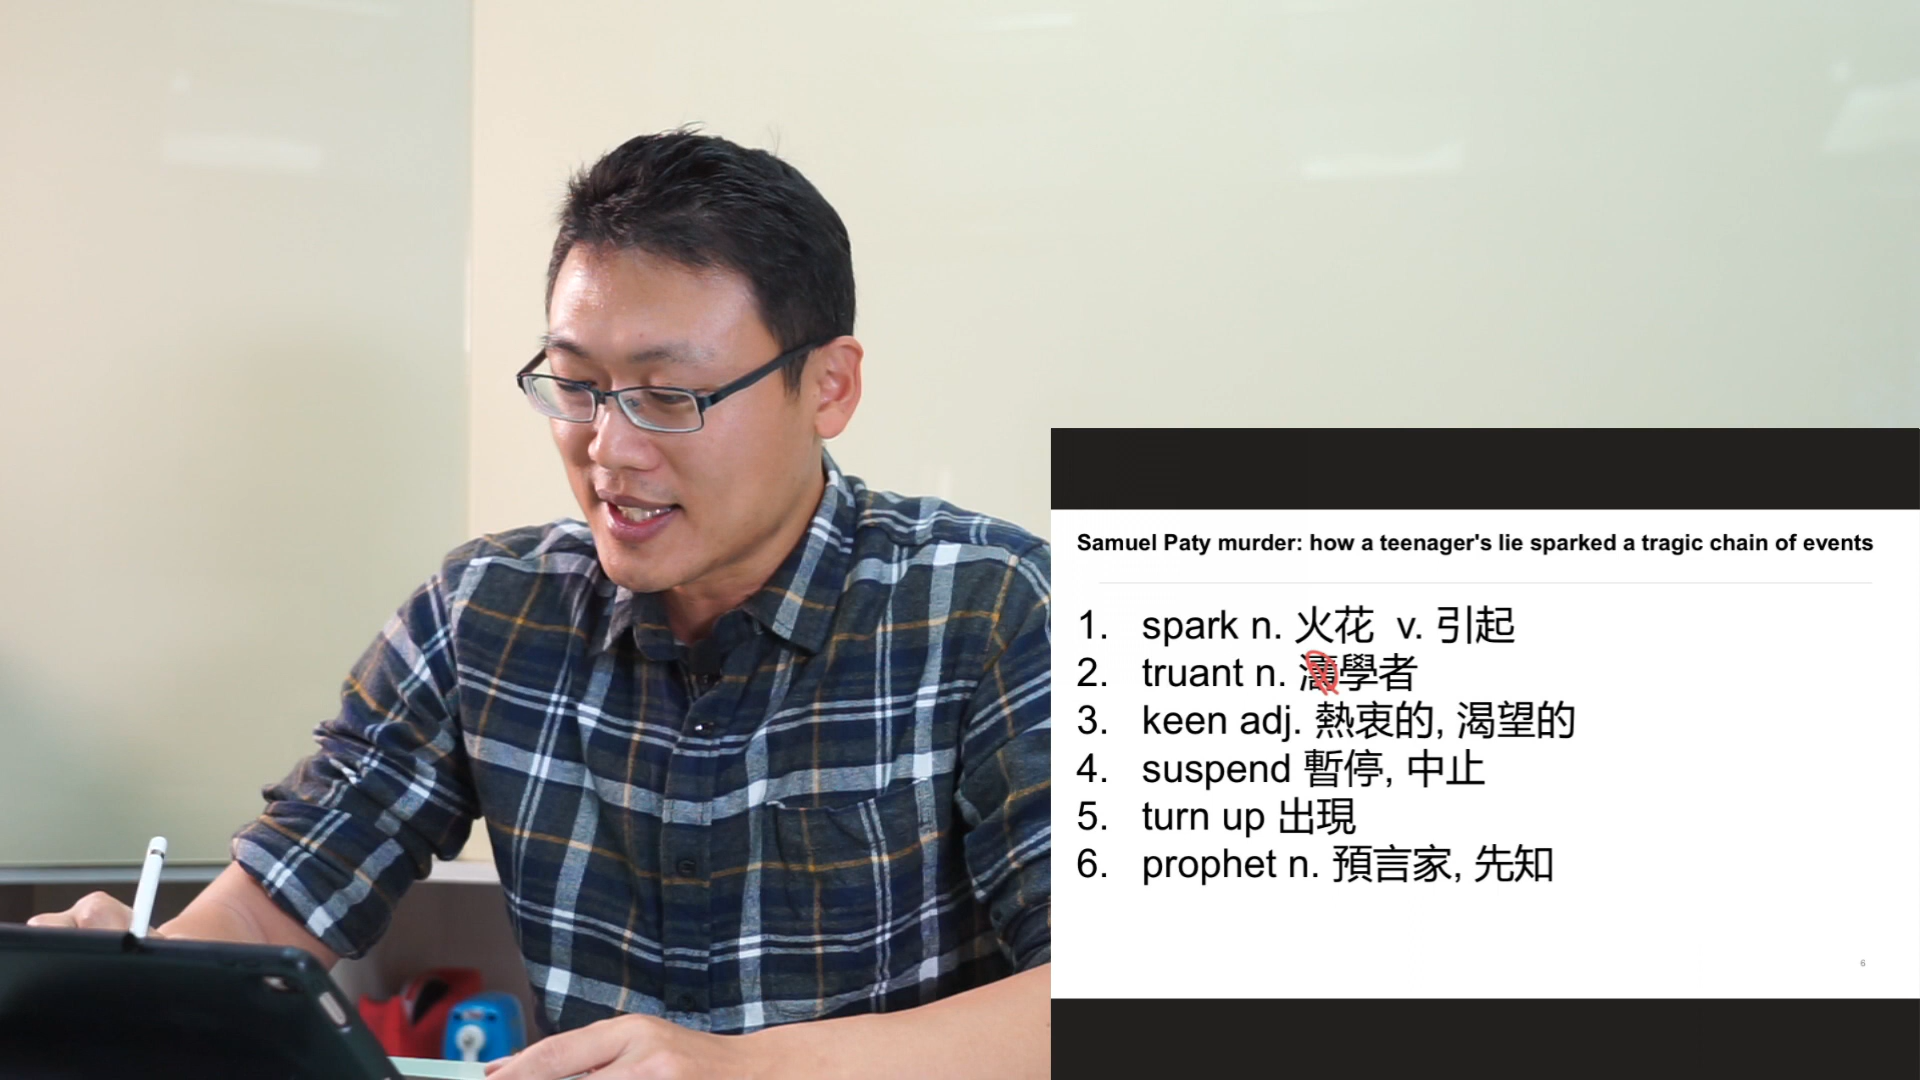 Samuel Paty murder: how a teenager's lie sparked a tragic chain of events
1. spark n. 火花 v. 引起
2. truant n. 學者
3. keen adj. 熱衷的, 渴望的
4. suspend 暫停, 中止
5. turn up 出現
6. prophet n. 預言家, 先知
6